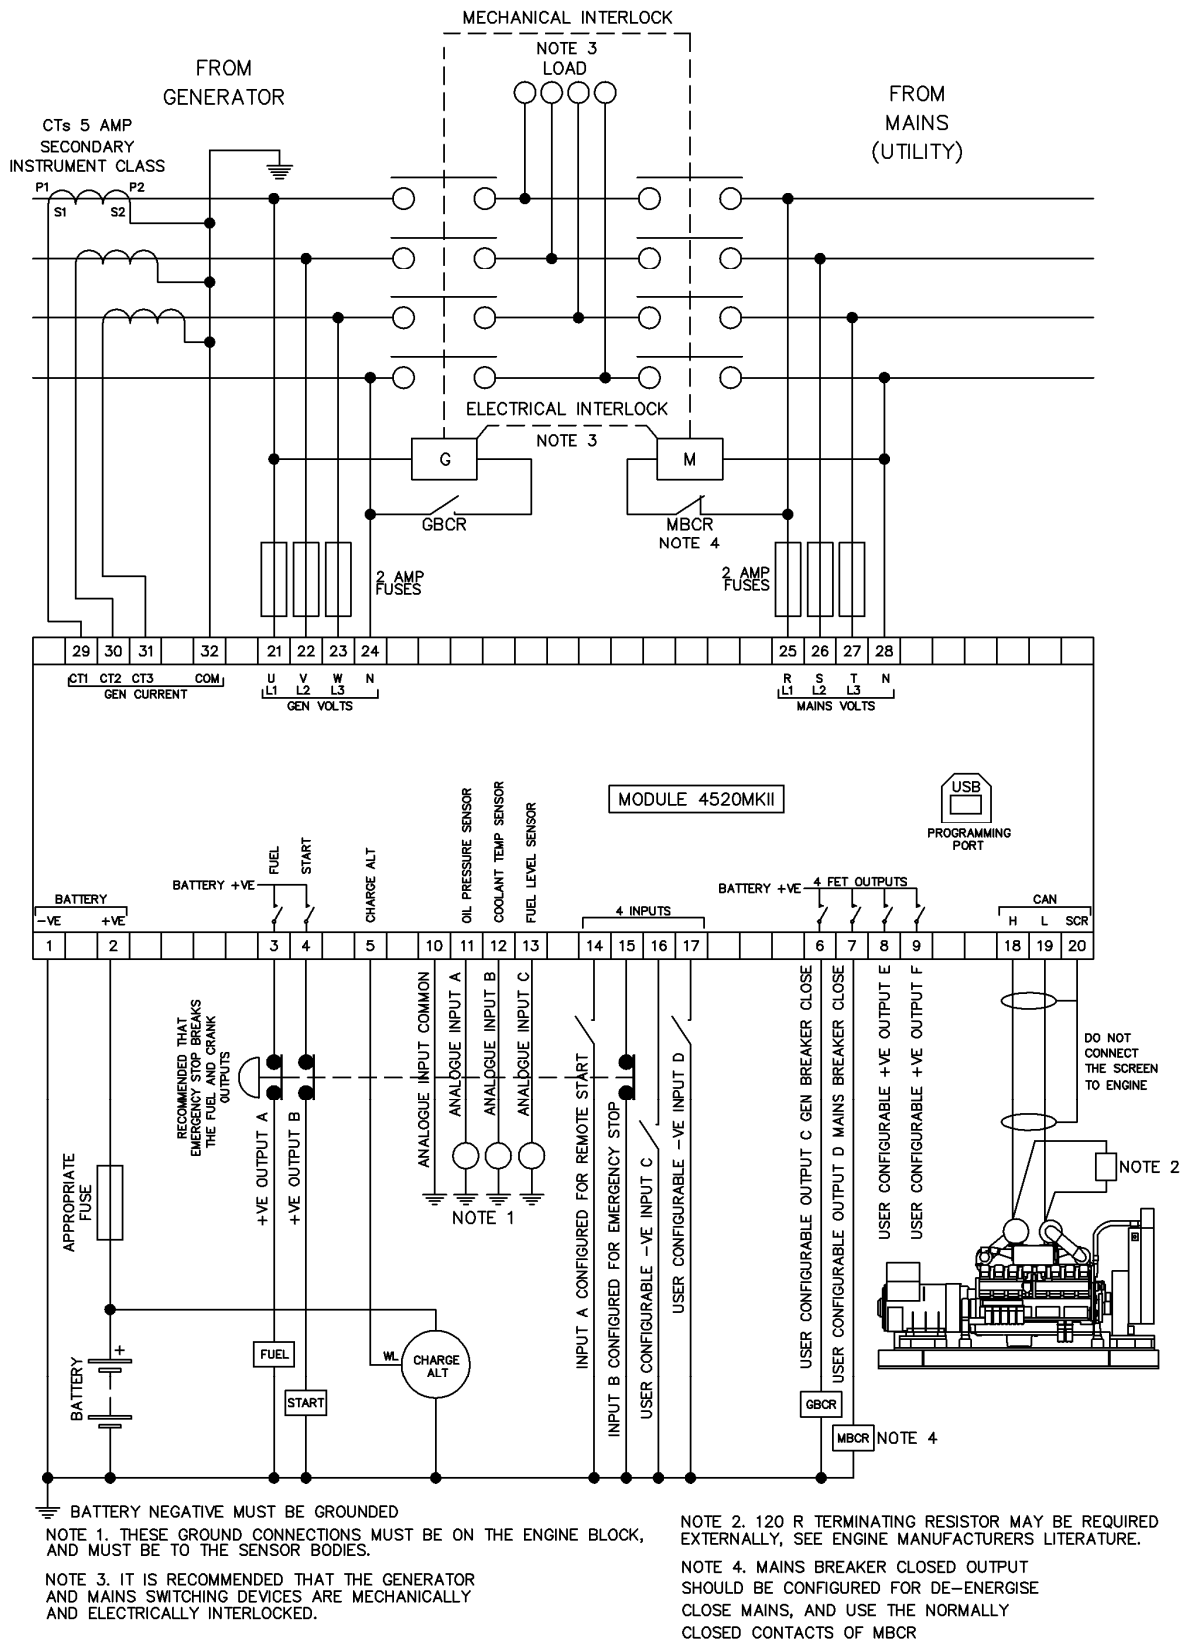 MECHANICAL INTERLOCK
NOTE 3
LOAD
FROM
GENERATOR
FROM
MAINS
(UTILITY)
CTs 5 AMP
SECONDARY
INSTRUMENT CLASS
P1
P2
S1
S2
ELECTRICAL INTERLOCK
NOTE 3
G
M
GBCR
MBCR
NOTE 4
2 AMP
FUSES
2 AMP
FUSES
29 30 31 32 21 22 23 24 25 26 27 28
CT1 CT2 CT3 COM
GEN CURRENT
U V W N
L1 L2 L3
GEN VOLTS
R S T N
L1 L2 L3
MAINS VOLTS
MODULE 4520MKII
USB
PROGRAMMING
PORT
FUEL
START
CHARGE ALT
OIL PRESSURE SENSOR
COOLANT TEMP SENSOR
FUEL LEVEL SENSOR
BATTERY +VE
BATTERY +VE
4 FET OUTPUTS
BATTERY
-VE +VE
4 INPUTS
CAN
H L SCR
1 2 3 4 5 10 11 12 13 14 15 16 17 6 7 8 9 18 19 20
RECOMMENDED THAT
EMERGENCY STOP BREAKS
THE FUEL AND CRANK
OUTPUTS
+VE OUTPUT A
+VE OUTPUT B
ANALOGUE INPUT COMMON
ANALOGUE INPUT A
ANALOGUE INPUT B
ANALOGUE INPUT C
NOTE 1
INPUT A CONFIGURED FOR REMOTE START
INPUT B CONFIGURED FOR EMERGENCY STOP
USER CONFIGURABLE -VE INPUT C
USER CONFIGURABLE -VE INPUT D
USER CONFIGURABLE OUTPUT C GEN BREAKER CLOSE
USER CONFIGURABLE OUTPUT D MAINS BREAKER CLOSE
USER CONFIGURABLE +VE OUTPUT E
USER CONFIGURABLE +VE OUTPUT F
DO NOT
CONNECT
THE SCREEN
TO ENGINE
NOTE 2
APPROPRIATE
FUSE
BATTERY
+
FUEL
START
WL
CHARGE
ALT
GBCR
MBCR
NOTE 4
BATTERY NEGATIVE MUST BE GROUNDED
NOTE 1. THESE GROUND CONNECTIONS MUST BE ON THE ENGINE BLOCK,
AND MUST BE TO THE SENSOR BODIES.
NOTE 3. IT IS RECOMMENDED THAT THE GENERATOR
AND MAINS SWITCHING DEVICES ARE MECHANICALLY
AND ELECTRICALLY INTERLOCKED.
NOTE 2. 120 R TERMINATING RESISTOR MAY BE REQUIRED
EXTERNALLY, SEE ENGINE MANUFACTURERS LITERATURE.
NOTE 4. MAINS BREAKER CLOSED OUTPUT
SHOULD BE CONFIGURED FOR DE-ENERGISE
CLOSE MAINS, AND USE THE NORMALLY
CLOSED CONTACTS OF MBCR